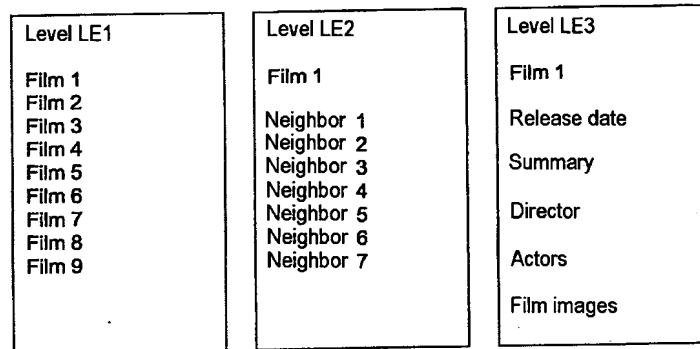 Level LE1
Film 1
Film 2
Film 3
Film 4
Film 5
Film 6
Film 7
Film 8
Film 9
Level LE2
Film 1
Neighbor 1
Neighbor 2
Neighbor 3
Neighbor 4
Neighbor 5
Neighbor 6
Neighbor 7
Level LE3
Film 1
Release date
Summary
Director
Actors
Film images